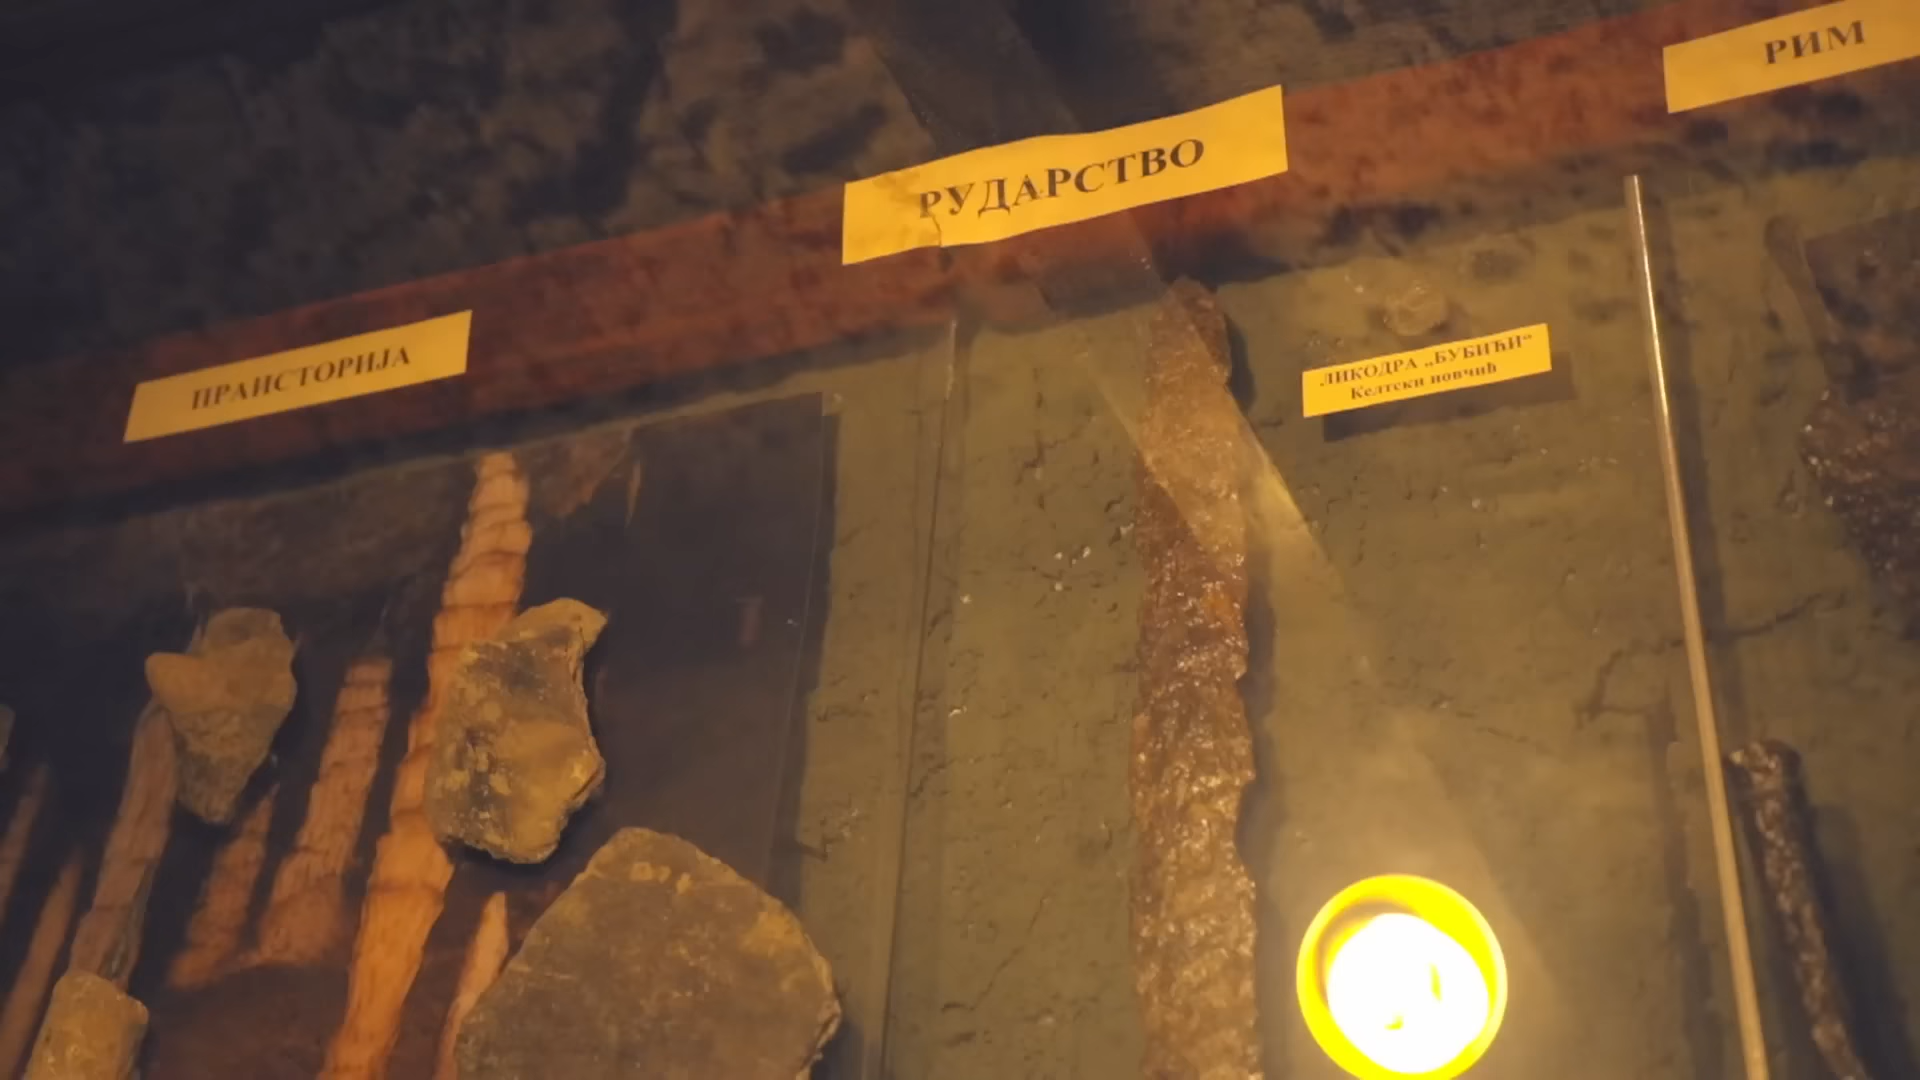 РИМ
РУДАРСТВО
ПРАИСТОРИЈА
ЛИКОДРА „БУБИЋИ“
Келтски новчић